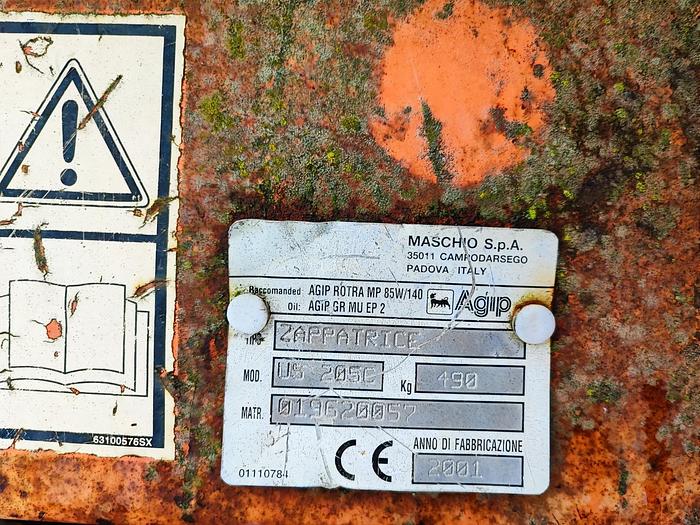 MASCHIO S.p.A.
35011 CAMPODARSEGO
PADOVA ITALY
Raccomanded AGIP ROTRA MP 85W/140
Oil: AGIP GR MU EP 2
Agip
TIPO ZAPPATRICE
MOD. US 205C Kg 490
MATR. 019620057
CE ANNO DI FABBRICAZIONE
01110784 2001
63100576SX